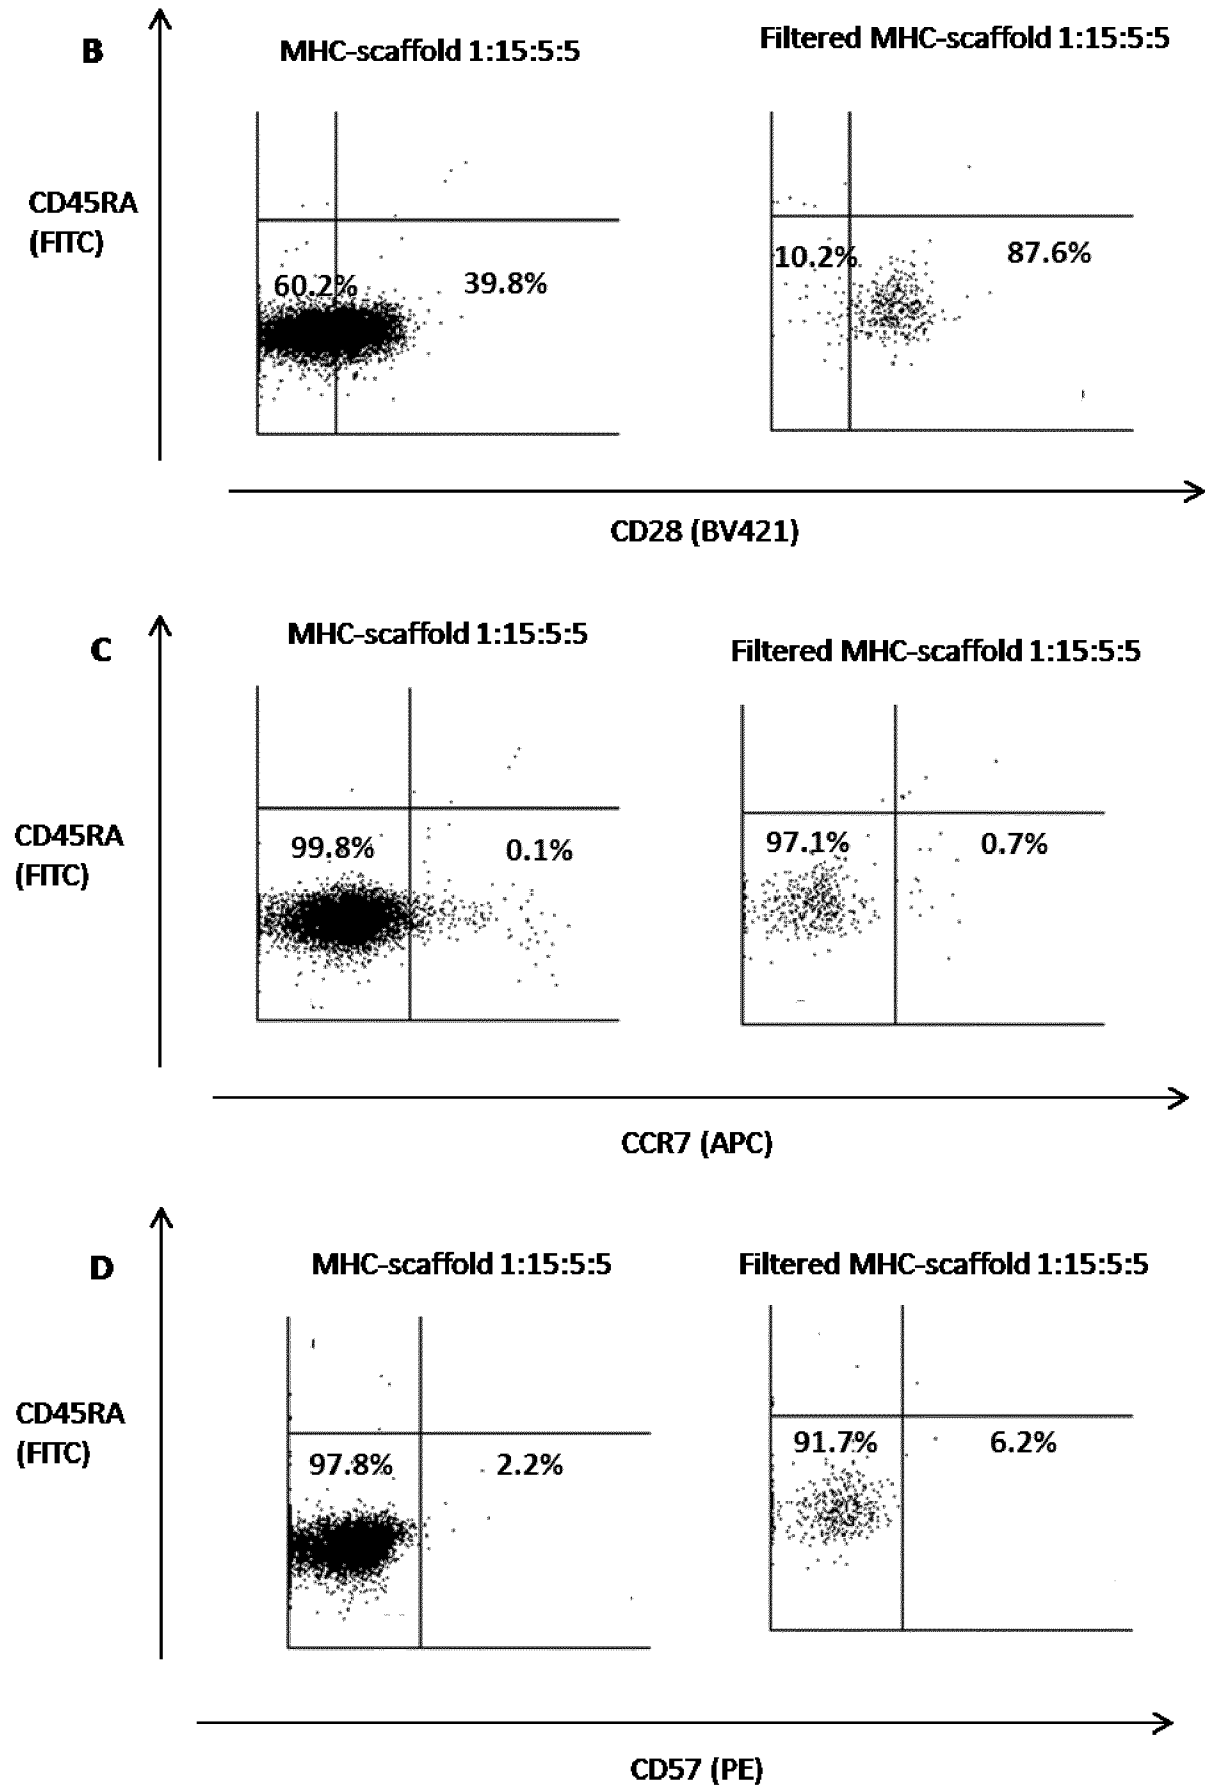 B
MHC-scaffold 1:15:5:5
Filtered MHC-scaffold 1:15:5:5
CD45RA
(FITC)
60.2%
39.8%
10.2%
87.6%
CD28 (BV421)
C
MHC-scaffold 1:15:5:5
Filtered MHC-scaffold 1:15:5:5
CD45RA
(FITC)
99.8%
0.1%
97.1%
0.7%
CCR7 (APC)
D
MHC-scaffold 1:15:5:5
Filtered MHC-scaffold 1:15:5:5
CD45RA
(FITC)
97.8%
2.2%
91.7%
6.2%
CD57 (PE)